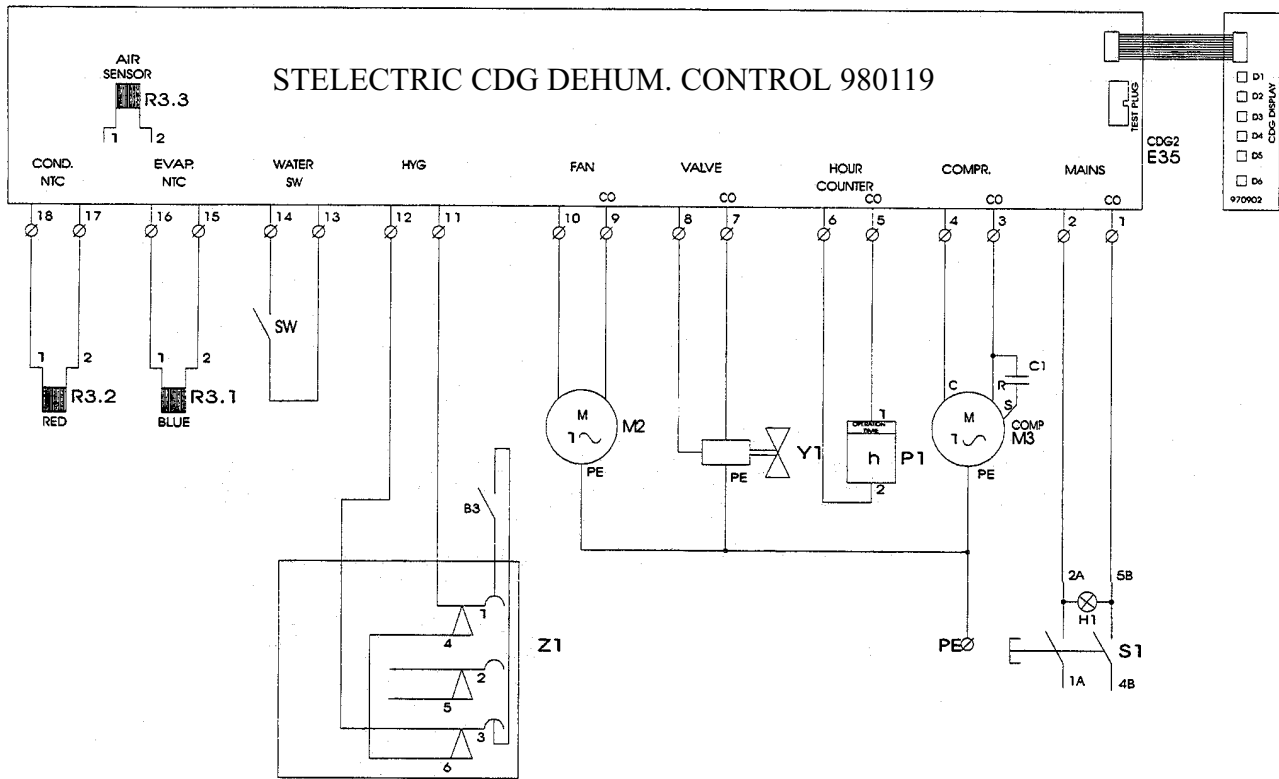 STELECTRIC CDG DEHUM. CONTROL 980119
AIR
SENSOR
R3.3
1 2
TEST PLUG
CDG2
E35
D1
D2
D3
D4
D5
D6
CDG-DISPLAY
970902
COND.
NTC
EVAP.
NTC
WATER
SW
HYG
FAN
VALVE
HOUR
COUNTER
COMPR.
MAINS
CO CO CO CO CO
18 17 16 15 14 13 12 11 10 9 8 7 6 5 4 3 2 1
SW
1 2
R3.2
RED
1 2
R3.1
BLUE
M
1
M2
PE
Y1
PE
1
OPERATION
TIME
h
P1
2
C1
C
R
S
M
1
COMP
M3
PE
B3
1
4
2
5
3
6
Z1
PE
2A
5B
H1
S1
1A
4B